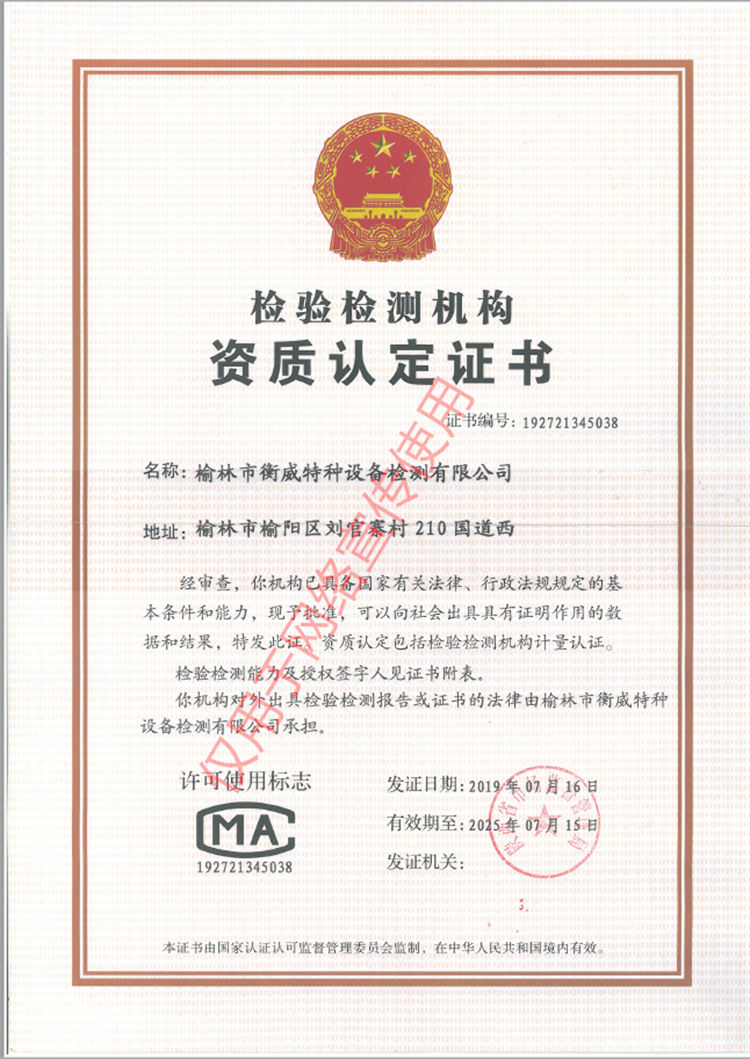 检验检测机构
资质认定证书
证书编号：192721345038
名称：榆林市衡威特种设备检测有限公司
地址：榆林市榆阳区刘官寨村210国道西
经审查，你机构已具备国家有关法律、行政法规规定的基
本条件和能力，现予批准，可以向社会出具具有证明作用的数
据和结果，特发此证。资质认定包括检验检测机构计量认证。
检验检测能力及授权签字人见证书附表。
你机构对外出具检验检测报告或证书的法律由榆林市衡威特种
设备检测有限公司承担。
仅用于网络宣传使用
许可使用标志
MA
192721345038
发证日期：2019年07月16日
有效期至：2025年07月15日
发证机关：
陕西省市场监督管理局
本证书由国家认证认可监督管理委员会监制，在中华人民共和国境内有效。